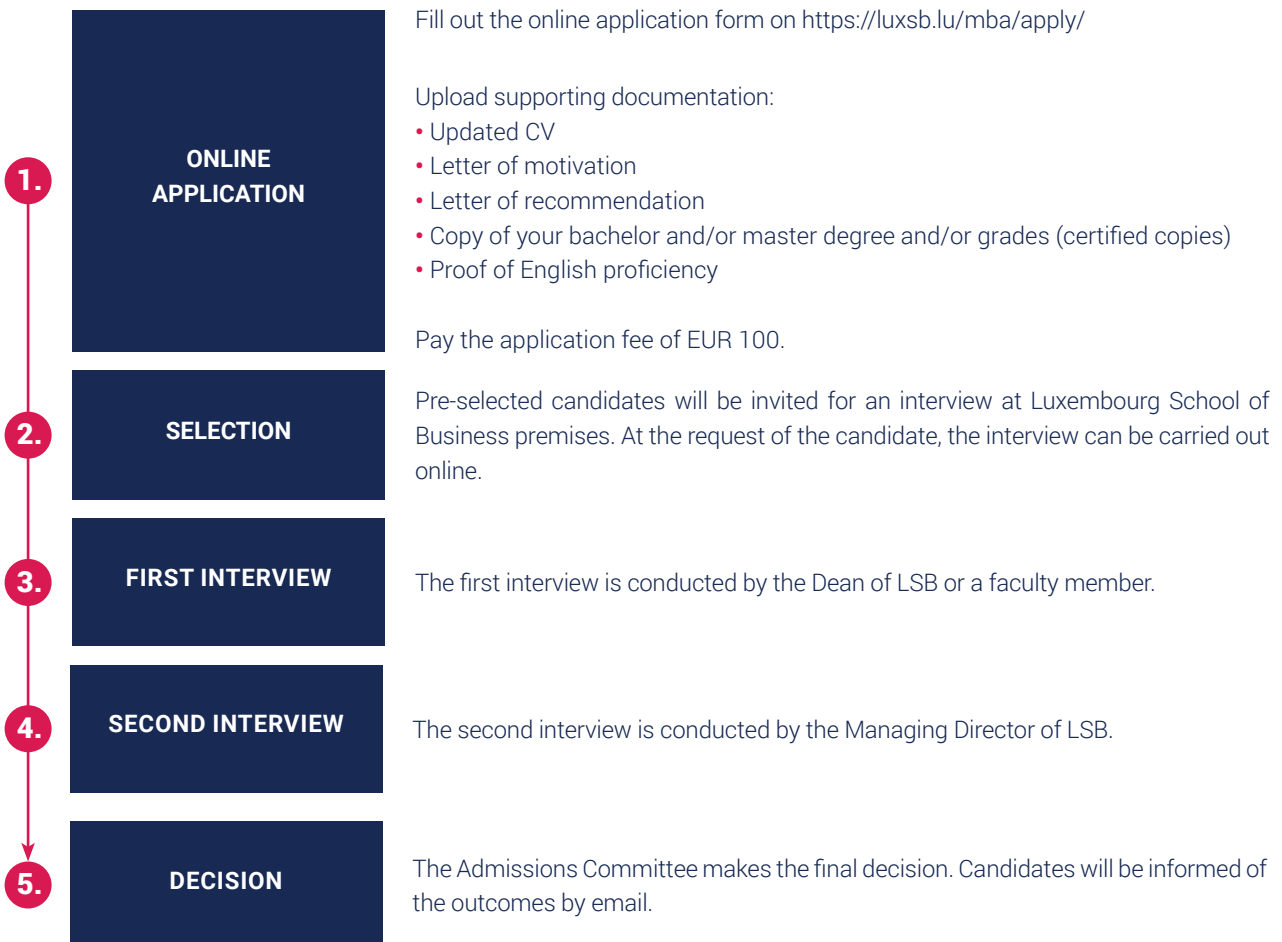 Fill out the online application form on https://luxsb.lu/mba/apply/
Upload supporting documentation:
1.
ONLINE
APPLICATION
• Updated CV
• Letter of motivation
• Letter of recommendation
• Copy of your bachelor and/or master degree and/or grades (certified copies)
• Proof of English proficiency
Pay the application fee of EUR 100.
2.
SELECTION
Pre-selected candidates will be invited for an interview at Luxembourg School of
Business premises. At the request of the candidate, the interview can be carried out
online.
3.
FIRST INTERVIEW
The first interview is conducted by the Dean of LSB or a faculty member.
4.
SECOND INTERVIEW
The second interview is conducted by the Managing Director of LSB.
5.
DECISION
The Admissions Committee makes the final decision. Candidates will be informed of
the outcomes by email.